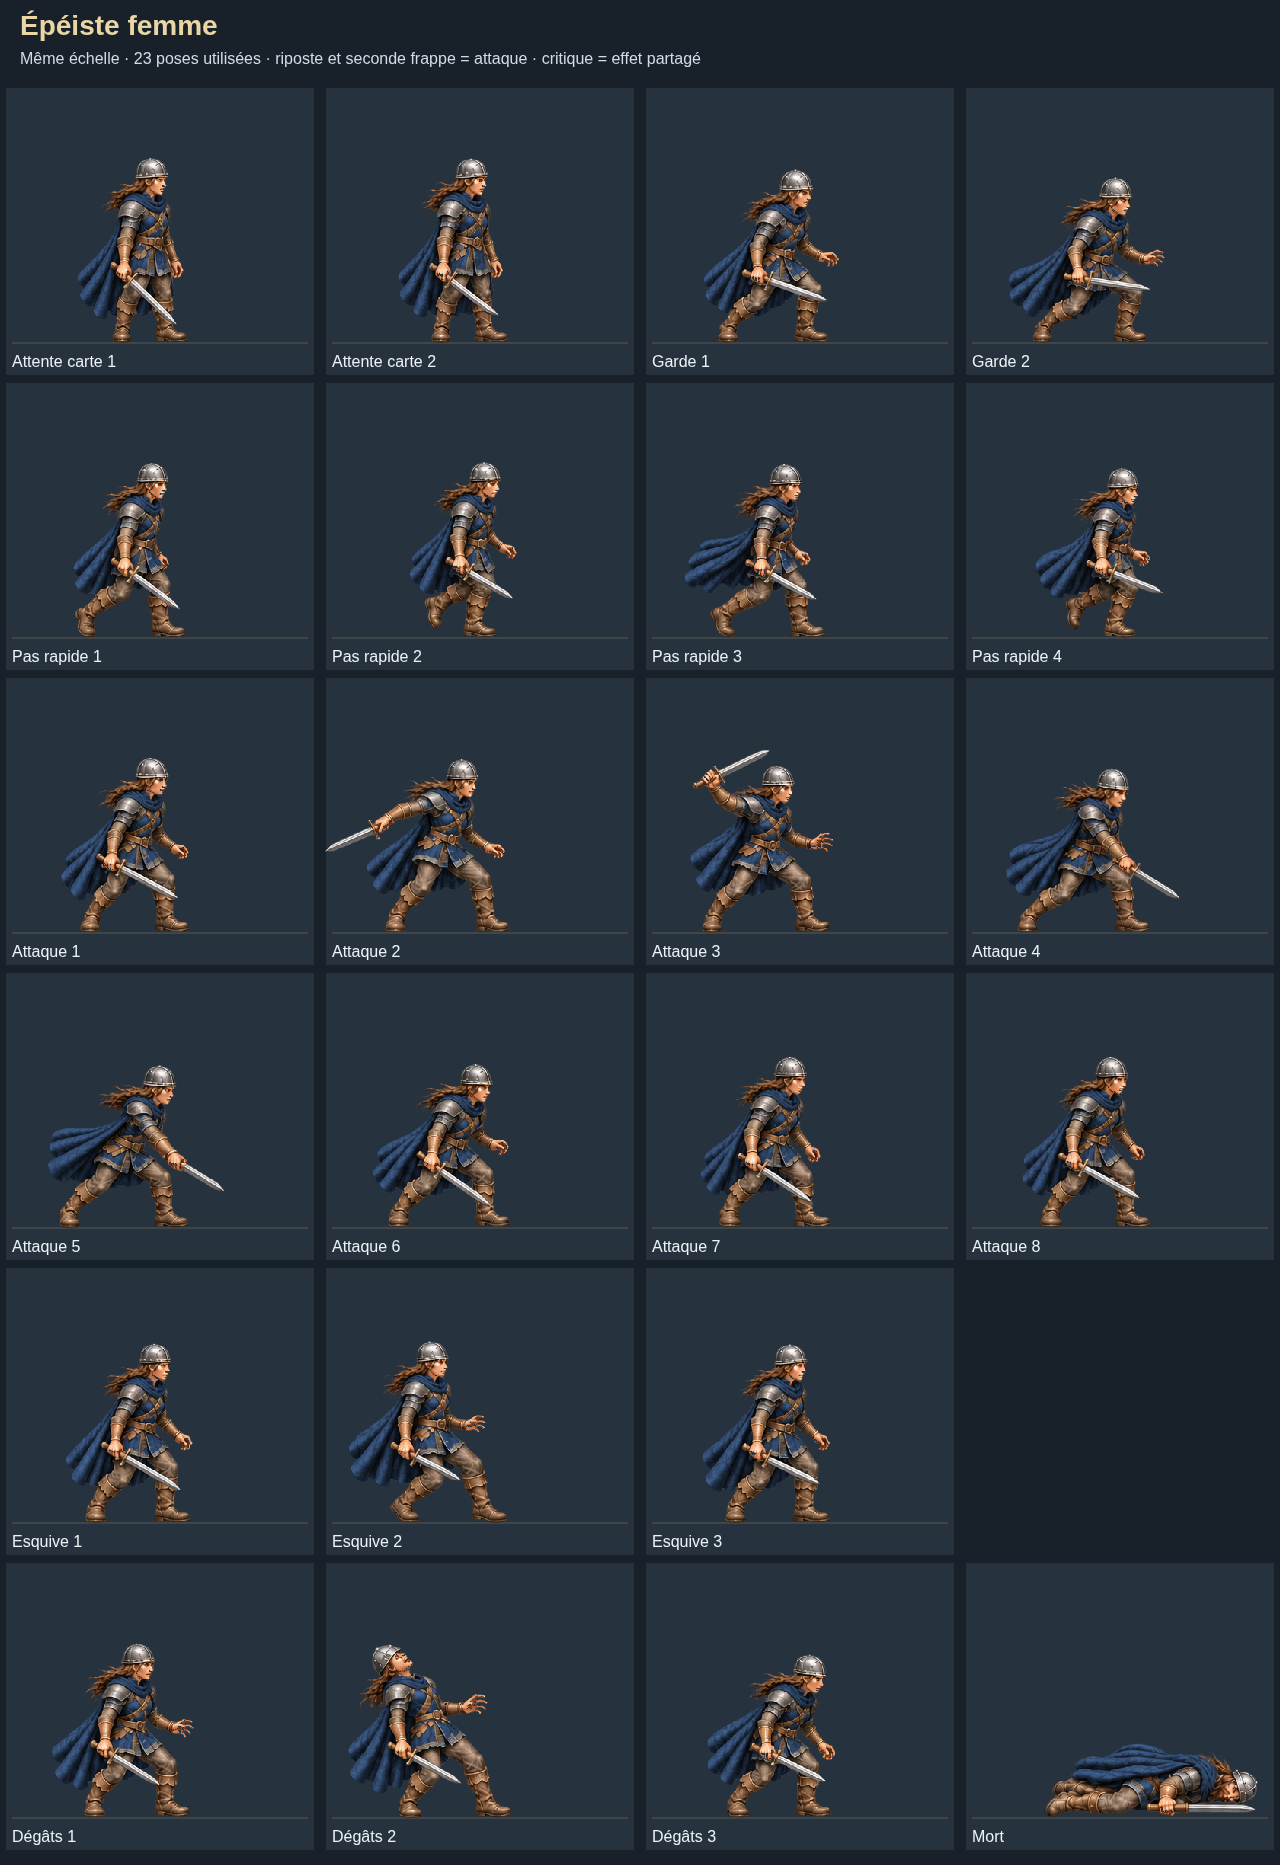 Épéiste femme
Même échelle · 23 poses utilisées · riposte et seconde frappe = attaque · critique = effet partagé
Attente carte 1
Attente carte 2
Garde 1
Garde 2
Pas rapide 1
Pas rapide 2
Pas rapide 3
Pas rapide 4
Attaque 1
Attaque 2
Attaque 3
Attaque 4
Attaque 5
Attaque 6
Attaque 7
Attaque 8
Esquive 1
Esquive 2
Esquive 3
Dégâts 1
Dégâts 2
Dégâts 3
Mort